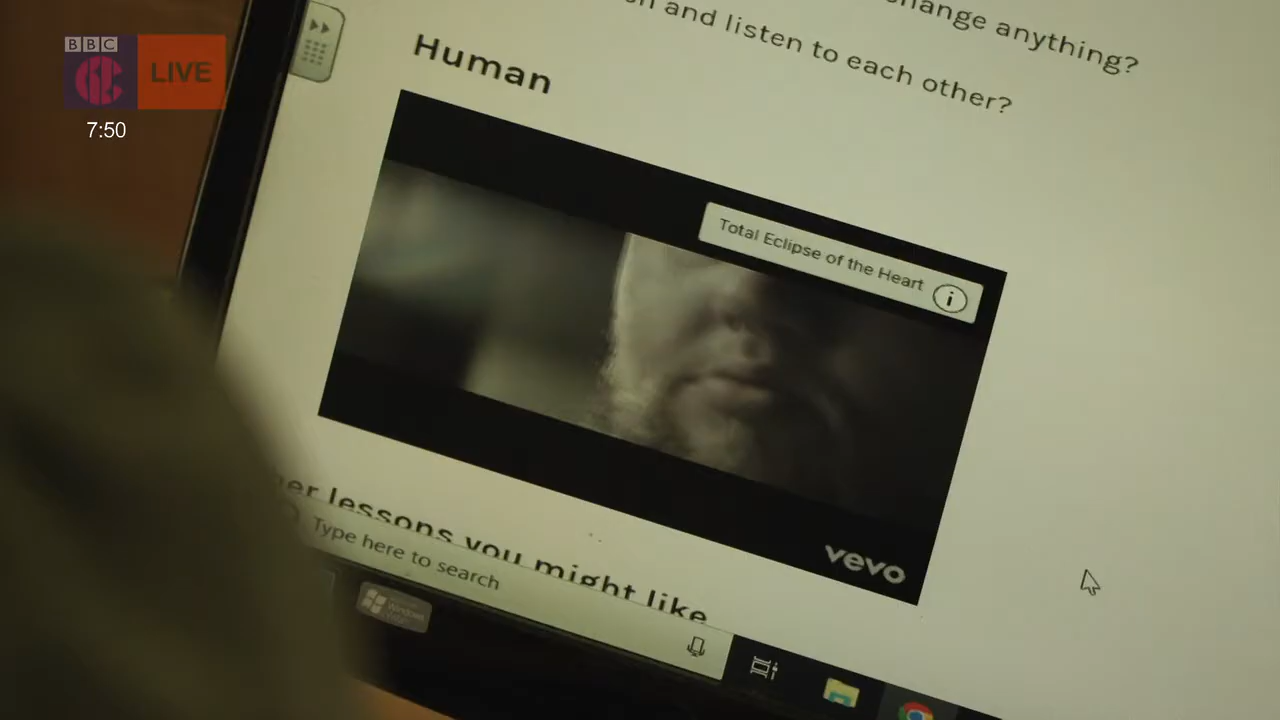 BBC
LIVE
7:50
change anything?
and listen to each other?
Human
Total Eclipse of the Heart
i
vevo
lessons you might like
Type here to search
Windows